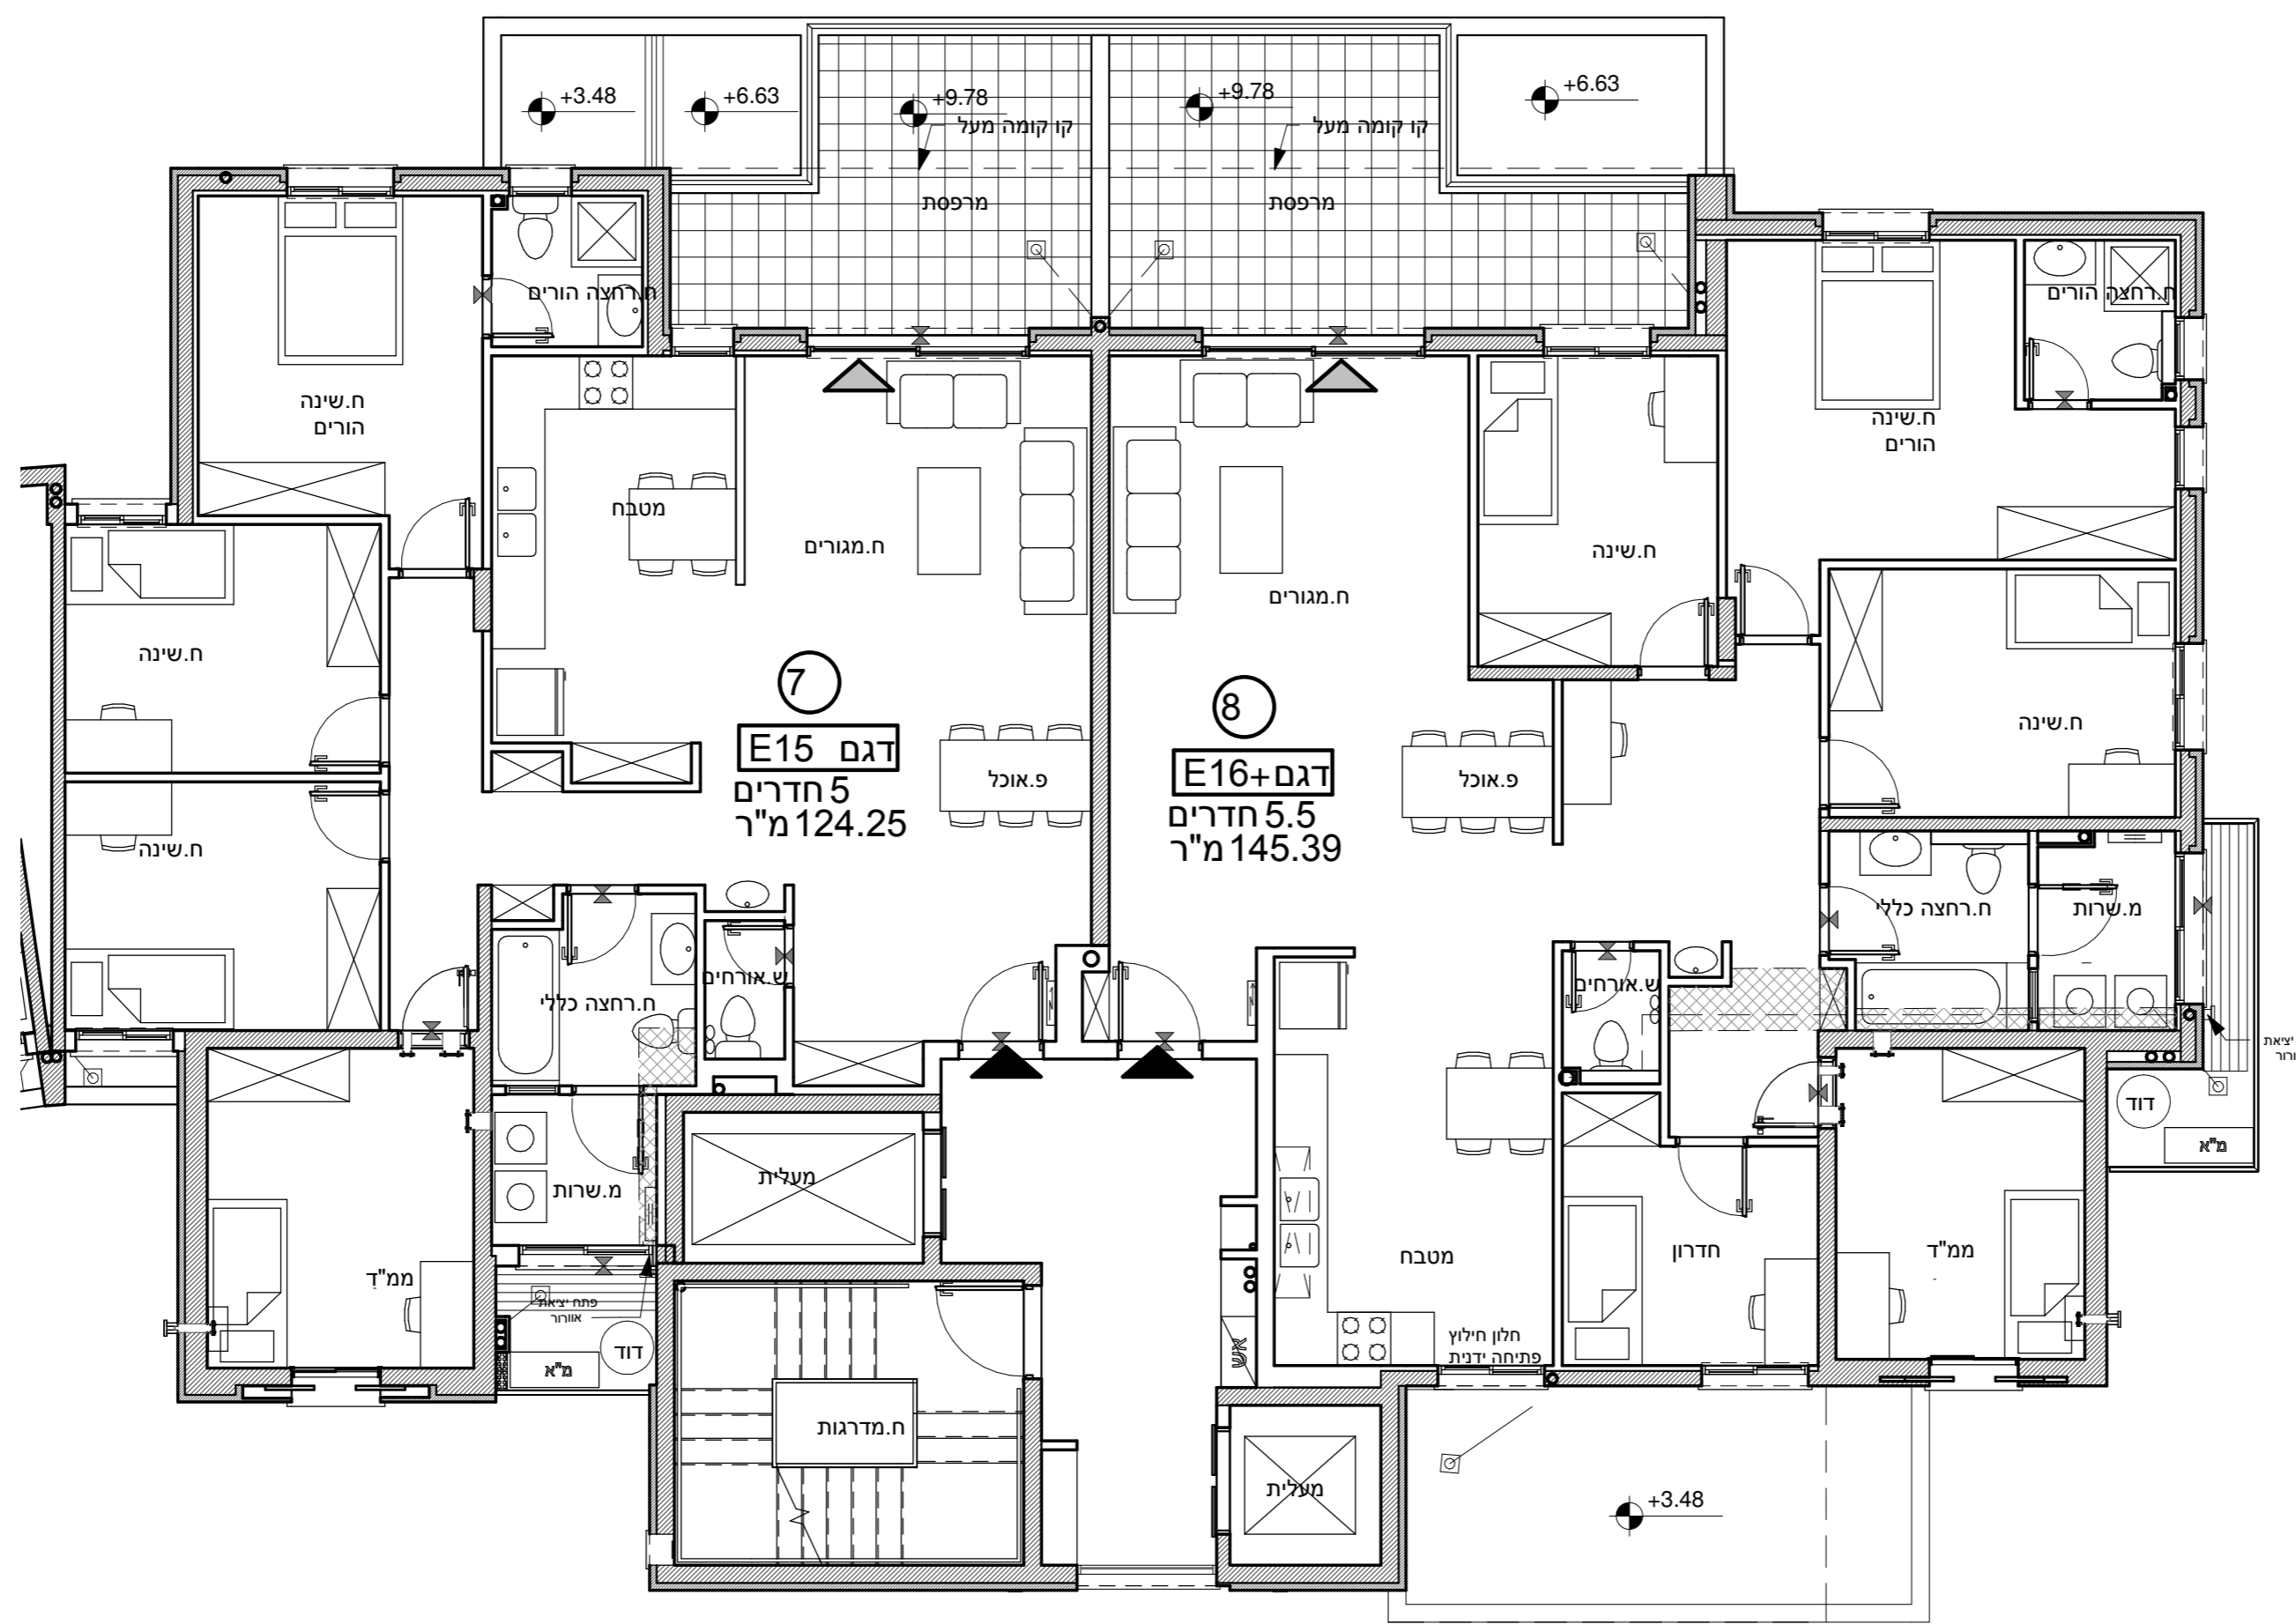 +3.48
+6.63
+9.78
+9.78
+6.63
קו קומה מעל
קו קומה מעל
מרפסת
מרפסת
ח.רחצה הורים
ח.רחצה הורים
ח.שינה
הורים
ח.שינה
הורים
מטבח
ח.מגורים
ח.מגורים
ח.שינה
ח.שינה
ח.שינה
ח.שינה
7
דגם E15
5 חדרים
124.25 מ"ר
פ.אוכל
8
דגם E16+
5.5 חדרים
145.39 מ"ר
פ.אוכל
ח.רחצה כללי
מ.שרות
ח.רחצה כללי
ש.אורחים
ש.אורחים
יציאת
דוד
מ"א
מעלית
מ.שרות
ממ"ד
פתח יציאת
אוורור
דוד
מ"א
מטבח
חדרון
ממ"ד
חלון חילוץ
פתיחה ידנית
אש
ח.מדרגות
מעלית
+3.48